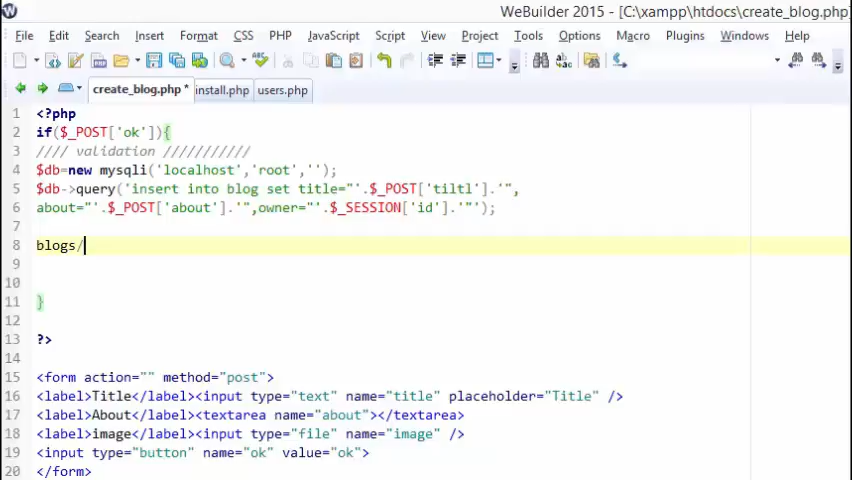 WeBuilder 2015 - [C:\xampp\htdocs\create_blog.php]
File Edit Search Insert Format CSS PHP JavaScript Script View Project Tools Options Macro Plugins Windows Help
create_blog.php * install.php users.php
1 <?php
2 if($_POST['ok']){
3 //// validation ///////////
4 $db=new mysqli('localhost','root','');
5 $db->query('insert into blog set title="'.$_POST['tiltl'].'",
6 about="'.$_POST['about'].'",owner="'.$_SESSION['id'].'"');
7
8 blogs/
9
10
11 }
12
13 ?>
14
15 <form action="" method="post">
16 <label>Title</label><input type="text" name="title" placeholder="Title" />
17 <label>About</label><textarea name="about"></textarea>
18 <label>image</label><input type="file" name="image" />
19 <input type="button" name="ok" value="ok">
20 </form>